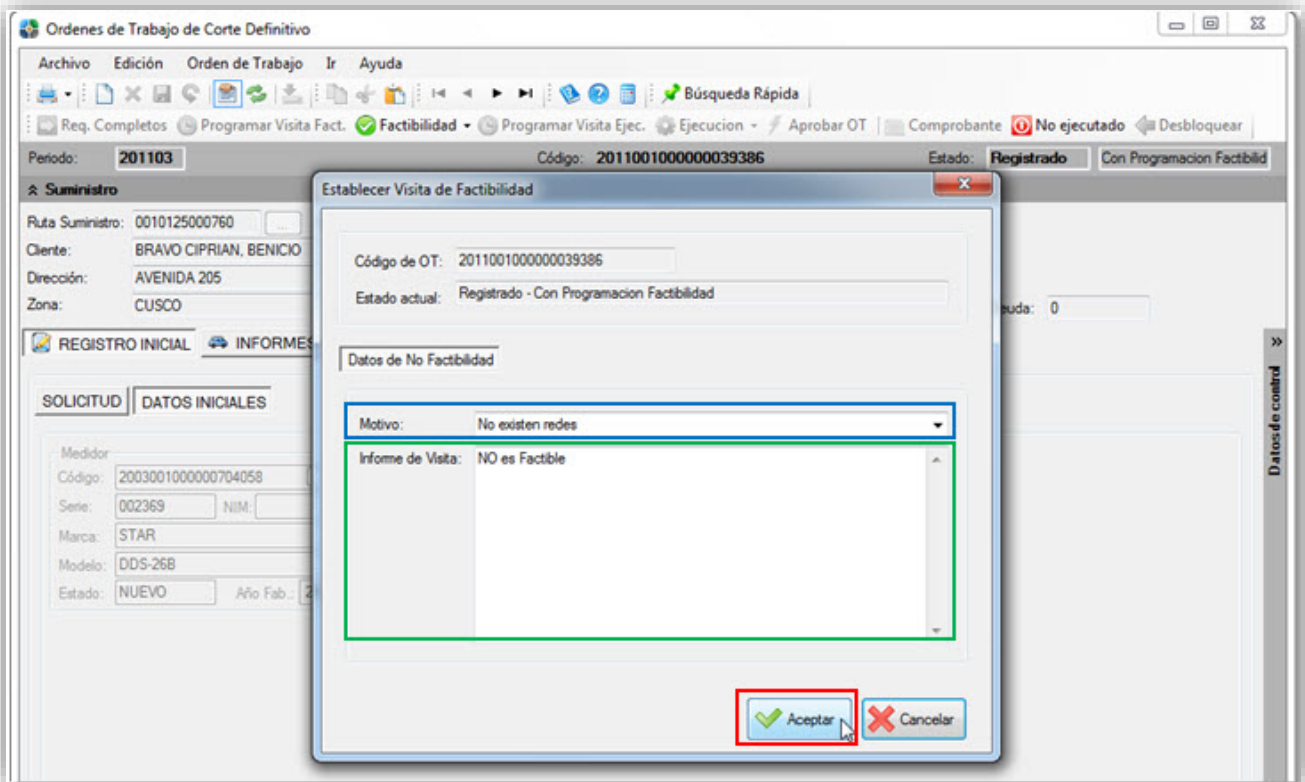 Ordenes de Trabajo de Corte Definitivo
Archivo Edición Orden de Trabajo Ir Ayuda
Búsqueda Rápida
Req. Completos Programar Visita Fact. Factibilidad Programar Visita Ejec. Ejecucion Aprobar OT Comprobante No ejecutado Desbloquear
Periodo: 201103 Código: 2011001000000039386 Estado: Registrado Con Programacion Factibilid
Suministro
Ruta Suministro: 0010125000760 ...
Cliente: BRAVO CIPRIAN, BENICIO
Dirección: AVENIDA 205
Zona: CUSCO
euda: 0
REGISTRO INICIAL INFORMES
SOLICITUD DATOS INICIALES
Medidor
Código: 2003001000000704058
Serie: 002369 NIM:
Marca: STAR
Modelo: DDS-26B
Estado: NUEVO Año Fab.: 2
Establecer Visita de Factibilidad
Código de OT: 2011001000000039386
Estado actual: Registrado - Con Programacion Factibilidad
Datos de No Factibilidad
Motivo: No existen redes
Informe de Visita: NO es Factible
Aceptar Cancelar
Datos de control